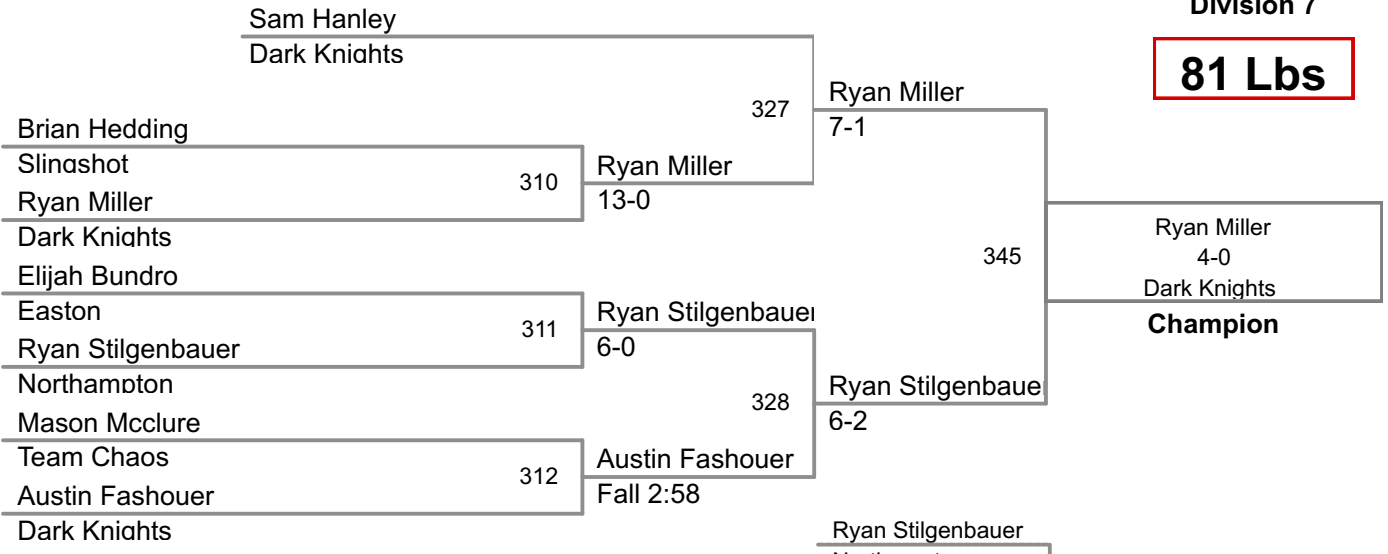 Division 7
81 Lbs
Sam Hanley
Dark Knights
327
Ryan Miller
7-1
Brian Hedding
Slingshot
310
Ryan Miller
13-0
Ryan Miller
Dark Knights
345
Ryan Miller
4-0
Dark Knights
Champion
Elijah Bundro
Easton
311
Ryan Stilgenbauer
6-0
Ryan Stilgenbauer
Northampton
328
Ryan Stilgenbauer
6-2
Mason Mcclure
Team Chaos
312
Austin Fashouer
Fall 2:58
Austin Fashouer
Dark Knights
Ryan Stilgenbauer